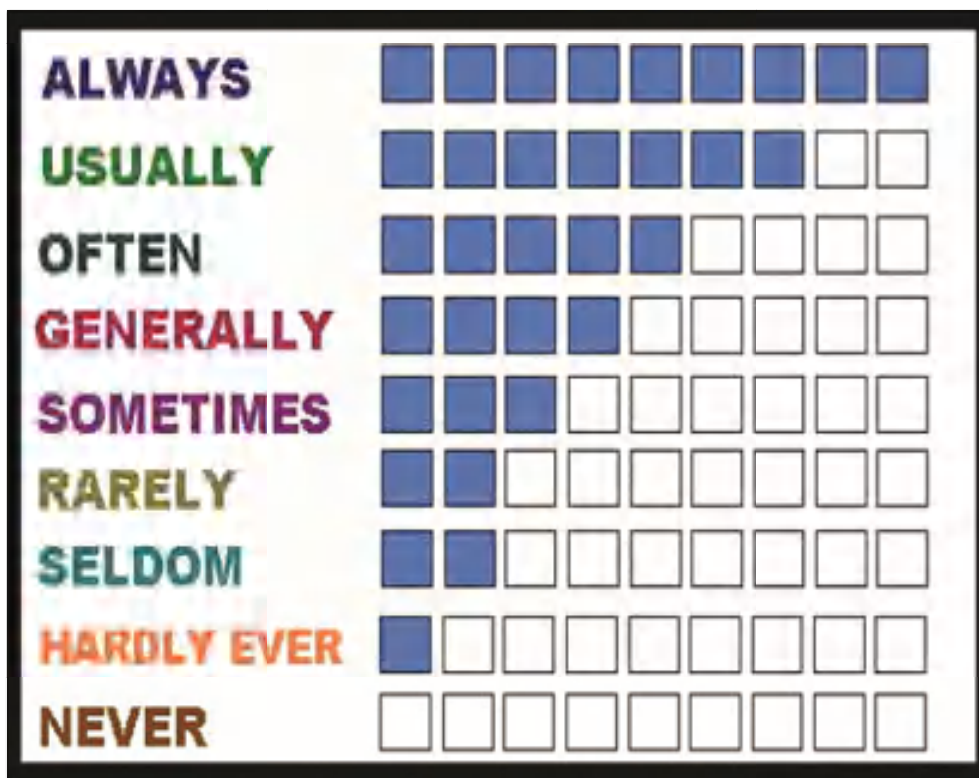 ALWAYS
USUALLY
OFTEN
GENERALLY
SOMETIMES
RARELY
SELDOM
HARDLY EVER
NEVER